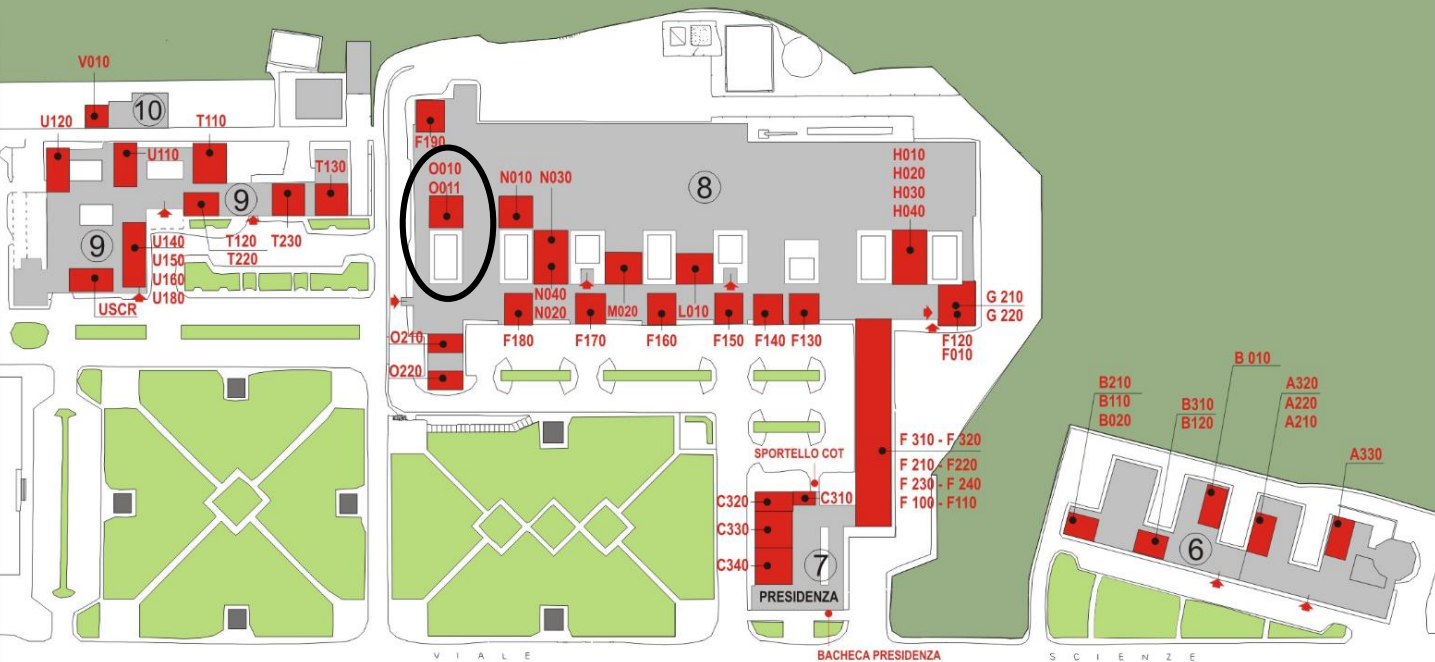 V010
10
U120
T110
U110
T130
9
9
U140
U150
U160
U180
T120
T220
T230
USCR
F190
O010
O011
N010
N030
8
H010
H020
H030
H040
N040
N020
M020
L010
G 210
G 220
F180
F170
F160
F150
F140
F130
F120
F010
O210
O220
F 310 - F 320
F 210 - F220
F 230 - F 240
F 100 - F110
SPORTELLO COT
C320
C310
C330
C340
7
PRESIDENZA
BACHECA PRESIDENZA
B 010
B210
B110
B020
B310
B120
A320
A220
A210
A330
6
VIALE
SCIENZE